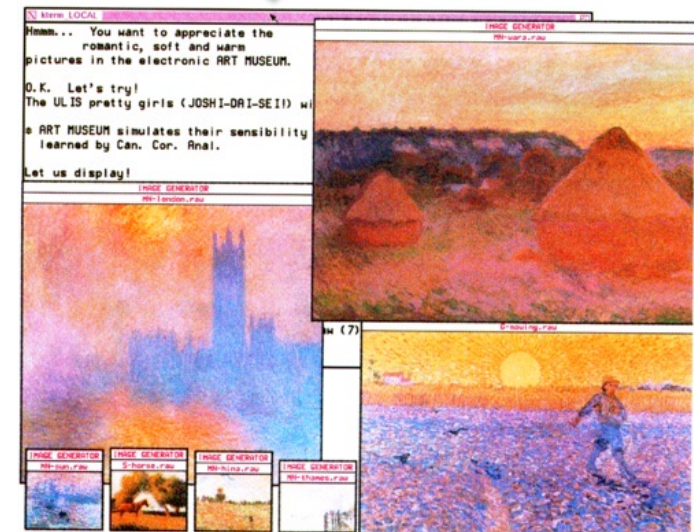 kterm LOCAL
Hmmm... You want to appreciate the
romantic, soft and warm
pictures in the electronic ART MUSEUM.
O.K. Let's try!
The ULIS pretty girls (JOSHI-DAI-SEI!) wi
ART MUSEUM simulates their sensibility
learned by Can. Cor. Anal.
Let us display!
IMAGE GENERATOR
MN-wara.raw
IMAGE GENERATOR
MN-london.raw
(7)
G-sowing.raw
IMAGE GENERATOR
MN-sun.raw
IMAGE GENERATOR
S-horse.raw
IMAGE GENERATOR
MN-hina.raw
IMAGE GENERATOR
MN-thames.raw